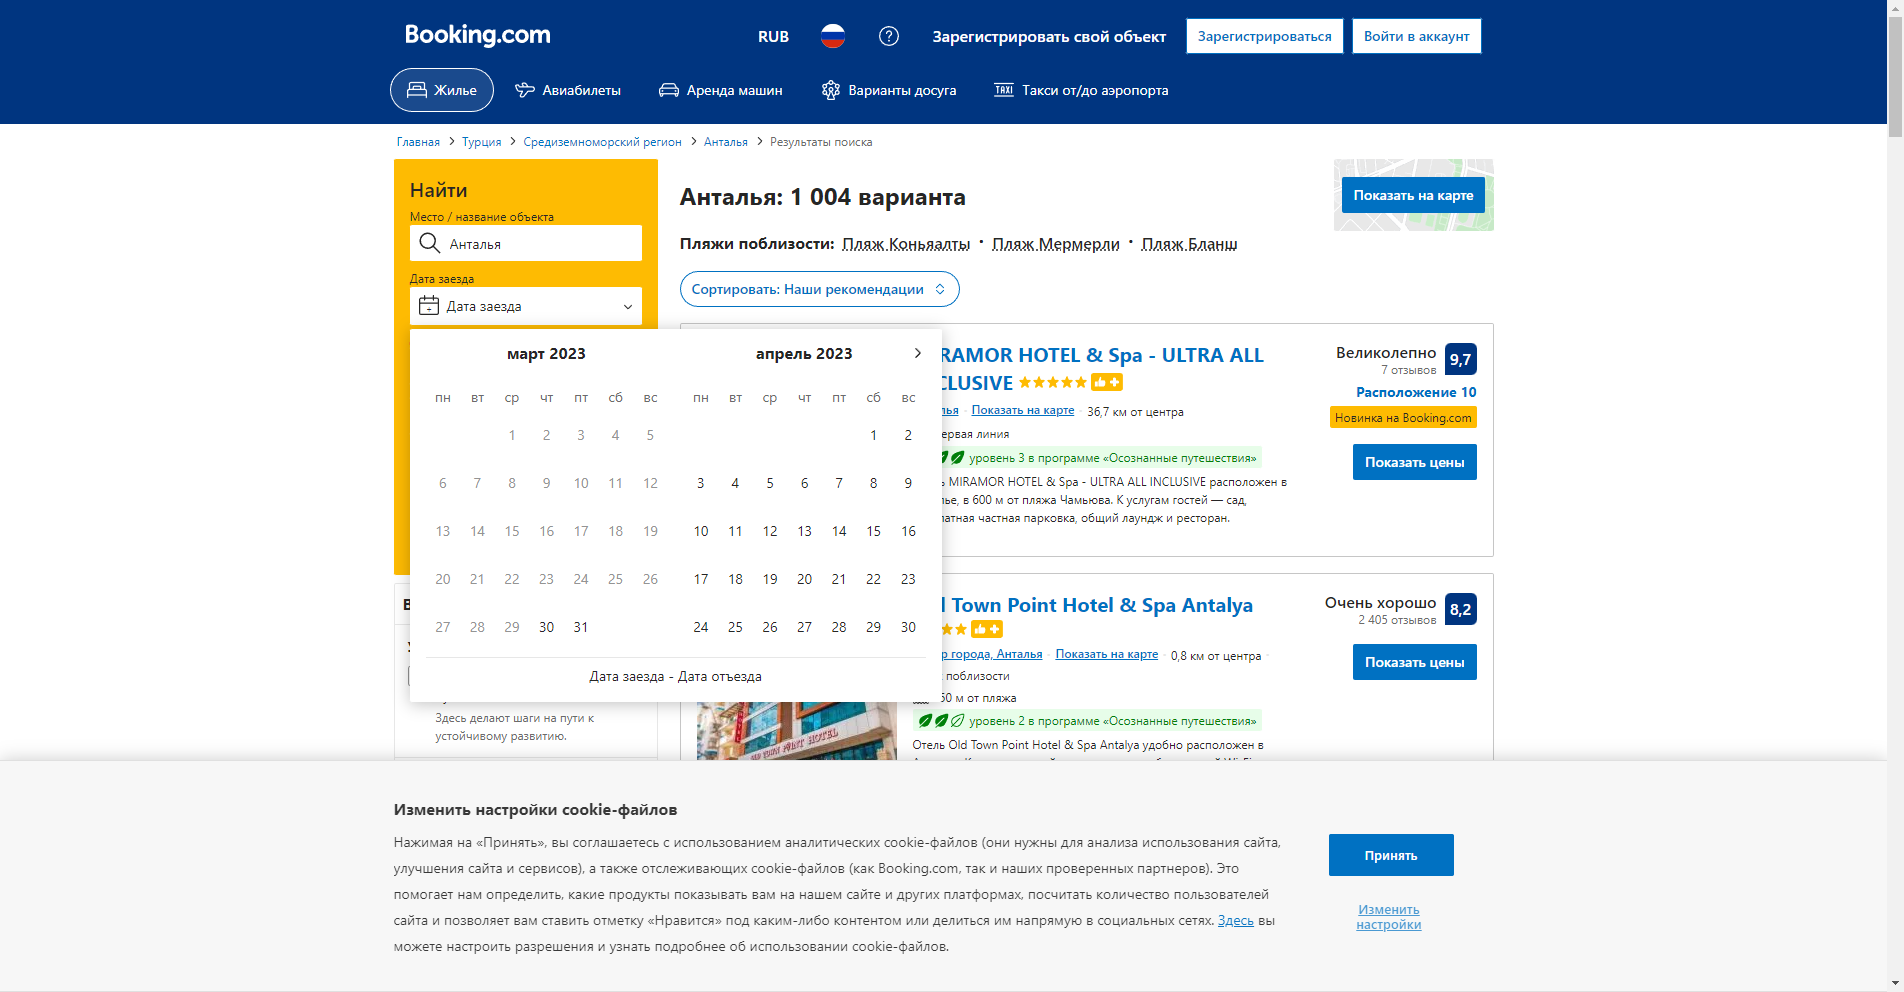 Booking.com
RUB
Зарегистрировать свой объект
Зарегистрироваться
Войти в аккаунт
Жилье
Авиабилеты
Аренда машин
Варианты досуга
TAXI
Такси от/до аэропорта
Главная
Турция
Средиземноморский регион
Анталья
Результаты поиска
Найти
Место / название объекта
Анталья
Дата заезда
Дата заезда
март 2023
пн вт ср чт пт сб вс
1 2 3 4 5
6 7 8 9 10 11 12
13 14 15 16 17 18 19
20 21 22 23 24 25 26
27 28 29 30 31
апрель 2023
пн вт ср чт пт сб вс
1 2
3 4 5 6 7 8 9
10 11 12 13 14 15 16
17 18 19 20 21 22 23
24 25 26 27 28 29 30
Дата заезда - Дата отъезда
Здесь делают шаги на пути к
устойчивому развитию.
Анталья: 1 004 варианта
Показать на карте
Пляжи поблизости: Пляж Коньяалты · Пляж Мермерли · Пляж Бланш
Сортировать: Наши рекомендации
RAMOR HOTEL & Spa - ULTRA ALL
CLUSIVE
Показать на карте · 36,7 км от центра
линия
уровень 3 в программе «Осознанные путешествия»
MIRAMOR HOTEL & Spa - ULTRA ALL INCLUSIVE расположен в
в 600 м от пляжа Чамьюва. К услугам гостей — сад,
частная парковка, общий лаундж и ресторан.
Великолепно
7 отзывов
9,7
Расположение 10
Новинка на Booking.com
Показать цены
Town Point Hotel & Spa Antalya
города, Анталья · Показать на карте · 0,8 км от центра ·
поблизости
50 м от пляжа
уровень 2 в программе «Осознанные путешествия»
Отель Old Town Point Hotel & Spa Antalya удобно расположен в
OLD TOWN POINT HOTEL
Очень хорошо
2 405 отзывов
8,2
Показать цены
Изменить настройки cookie-файлов
Нажимая на «Принять», вы соглашаетесь с использованием аналитических cookie-файлов (они нужны для анализа использования сайта,
улучшения сайта и сервисов), а также отслеживающих cookie-файлов (как Booking.com, так и наших проверенных партнеров). Это
помогает нам определить, какие продукты показывать вам на нашем сайте и других платформах, посчитать количество пользователей
сайта и позволяет вам ставить отметку «Нравится» под каким-либо контентом или делиться им напрямую в социальных сетях. Здесь вы
можете настроить разрешения и узнать подробнее об использовании cookie-файлов.
Принять
Изменить
настройки